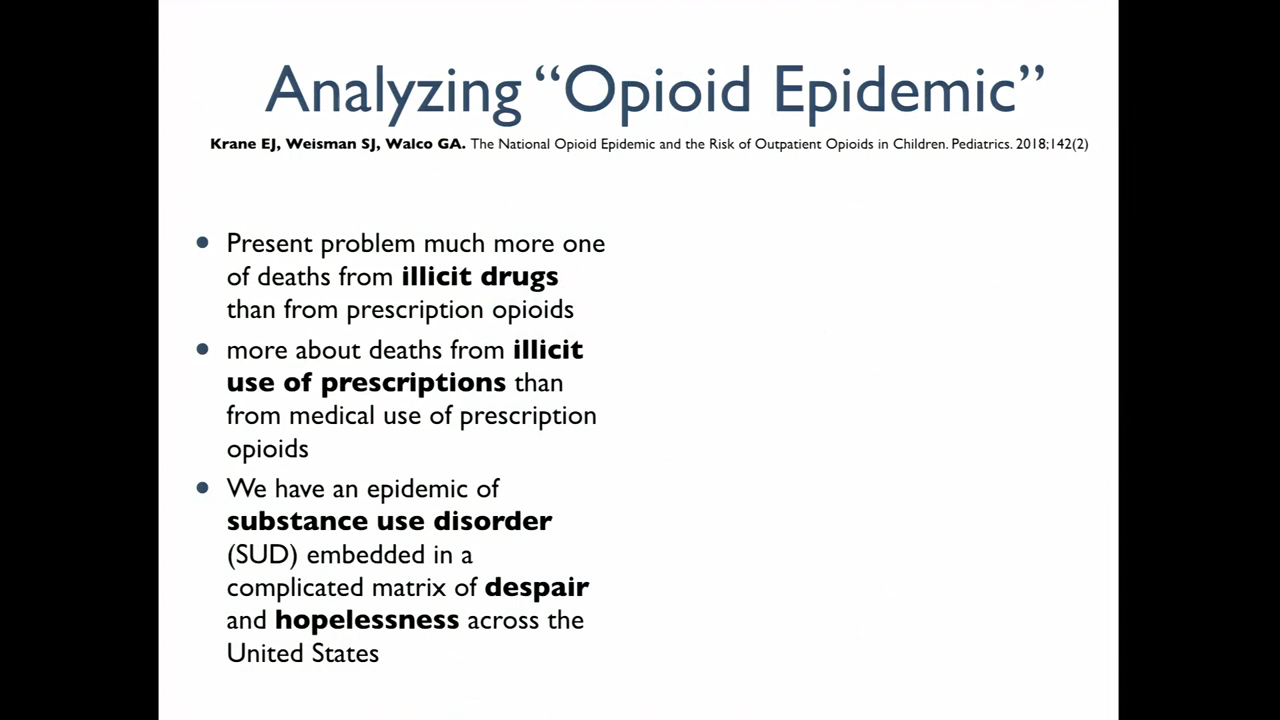 Analyzing “Opioid Epidemic”
Krane EJ, Weisman SJ, Walco GA. The National Opioid Epidemic and the Risk of Outpatient Opioids in Children. Pediatrics. 2018;142(2)
• Present problem much more one
of deaths from illicit drugs
than from prescription opioids
• more about deaths from illicit
use of prescriptions than
from medical use of prescription
opioids
• We have an epidemic of
substance use disorder
(SUD) embedded in a
complicated matrix of despair
and hopelessness across the
United States